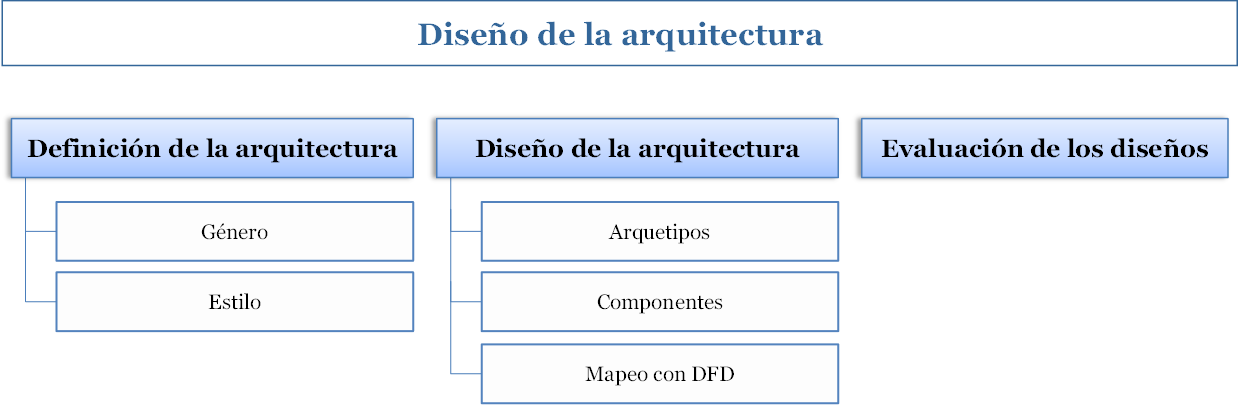 Diseño de la arquitectura
Definición de la arquitectura
Género
Estilo
Diseño de la arquitectura
Arquetipos
Componentes
Mapeo con DFD
Evaluación de los diseños